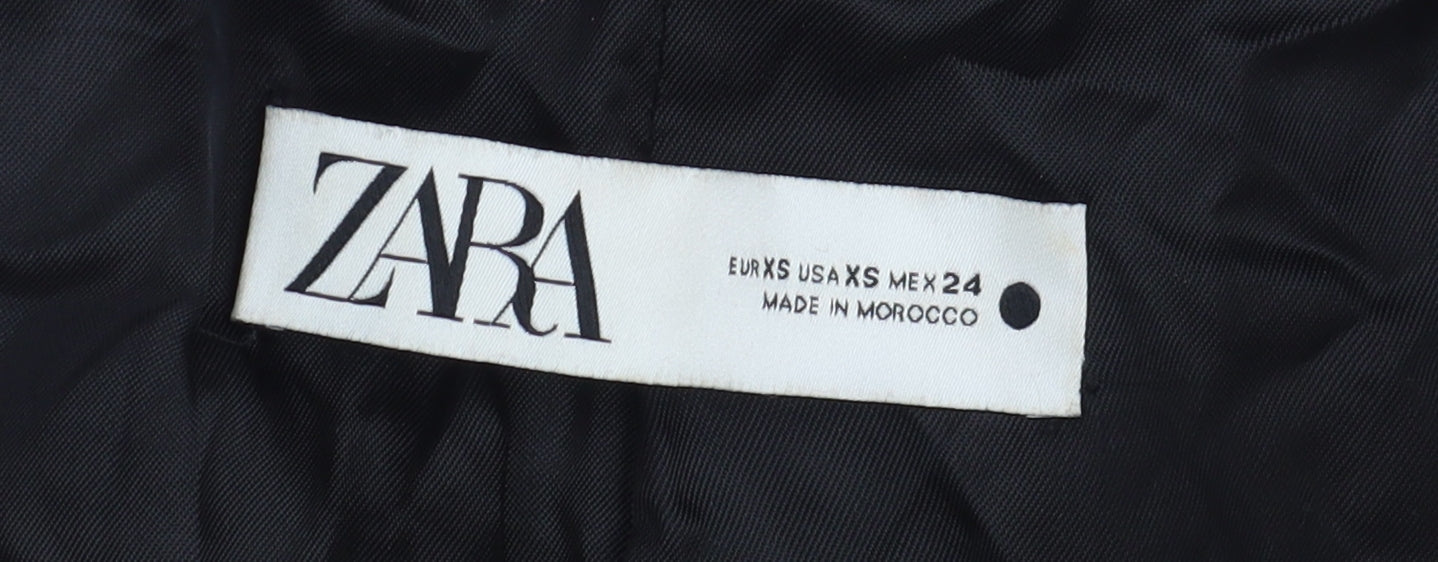 ZARA
EUR XS USA XS MEX 24
MADE IN MOROCCO